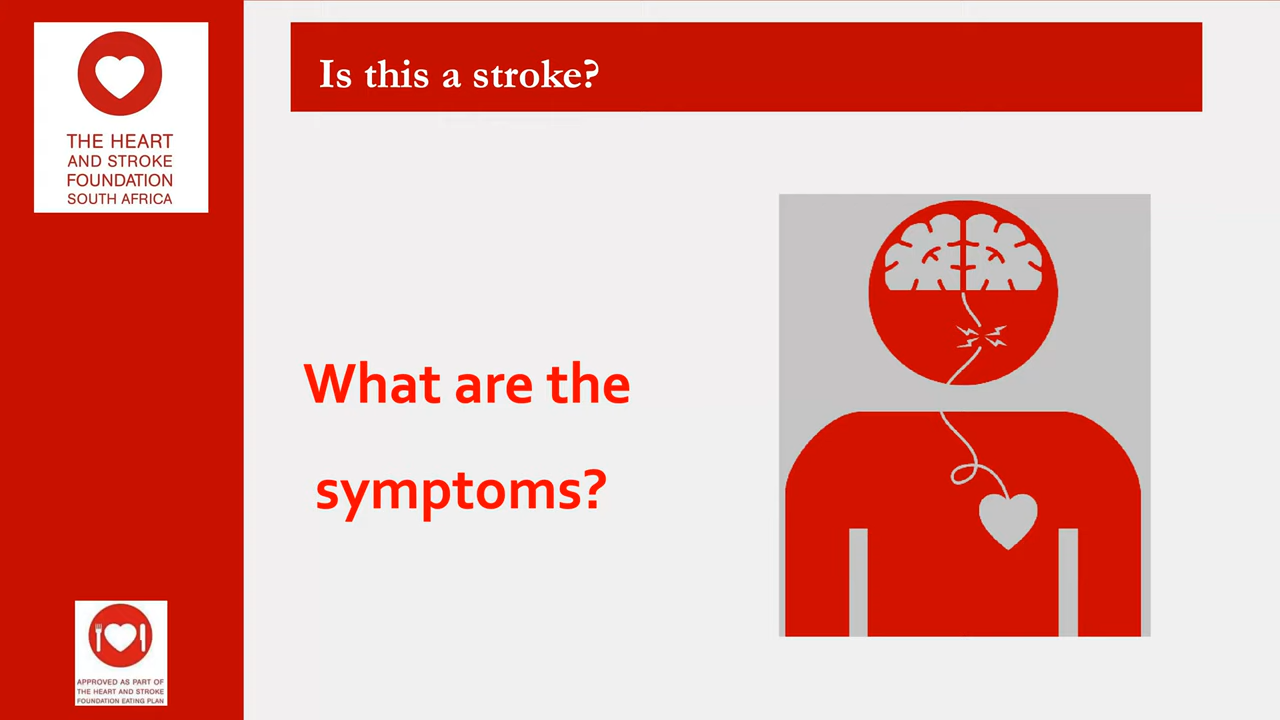 THE HEART
AND STROKE
FOUNDATION
SOUTH AFRICA
Is this a stroke?
What are the
symptoms?
APPROVED AS PART OF
THE HEART AND STROKE
FOUNDATION EATING PLAN